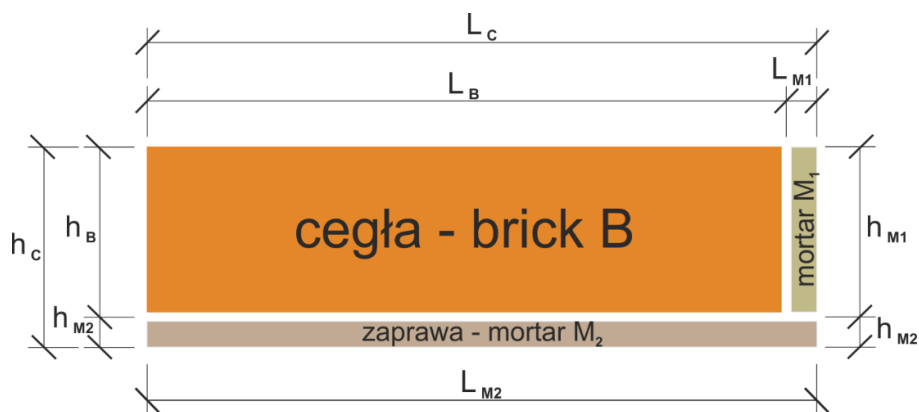 L C
L B
L M1
h C
h B
h M2
cegła - brick B
mortar M1
h M1
zaprawa - mortar M2
h M2
L M2